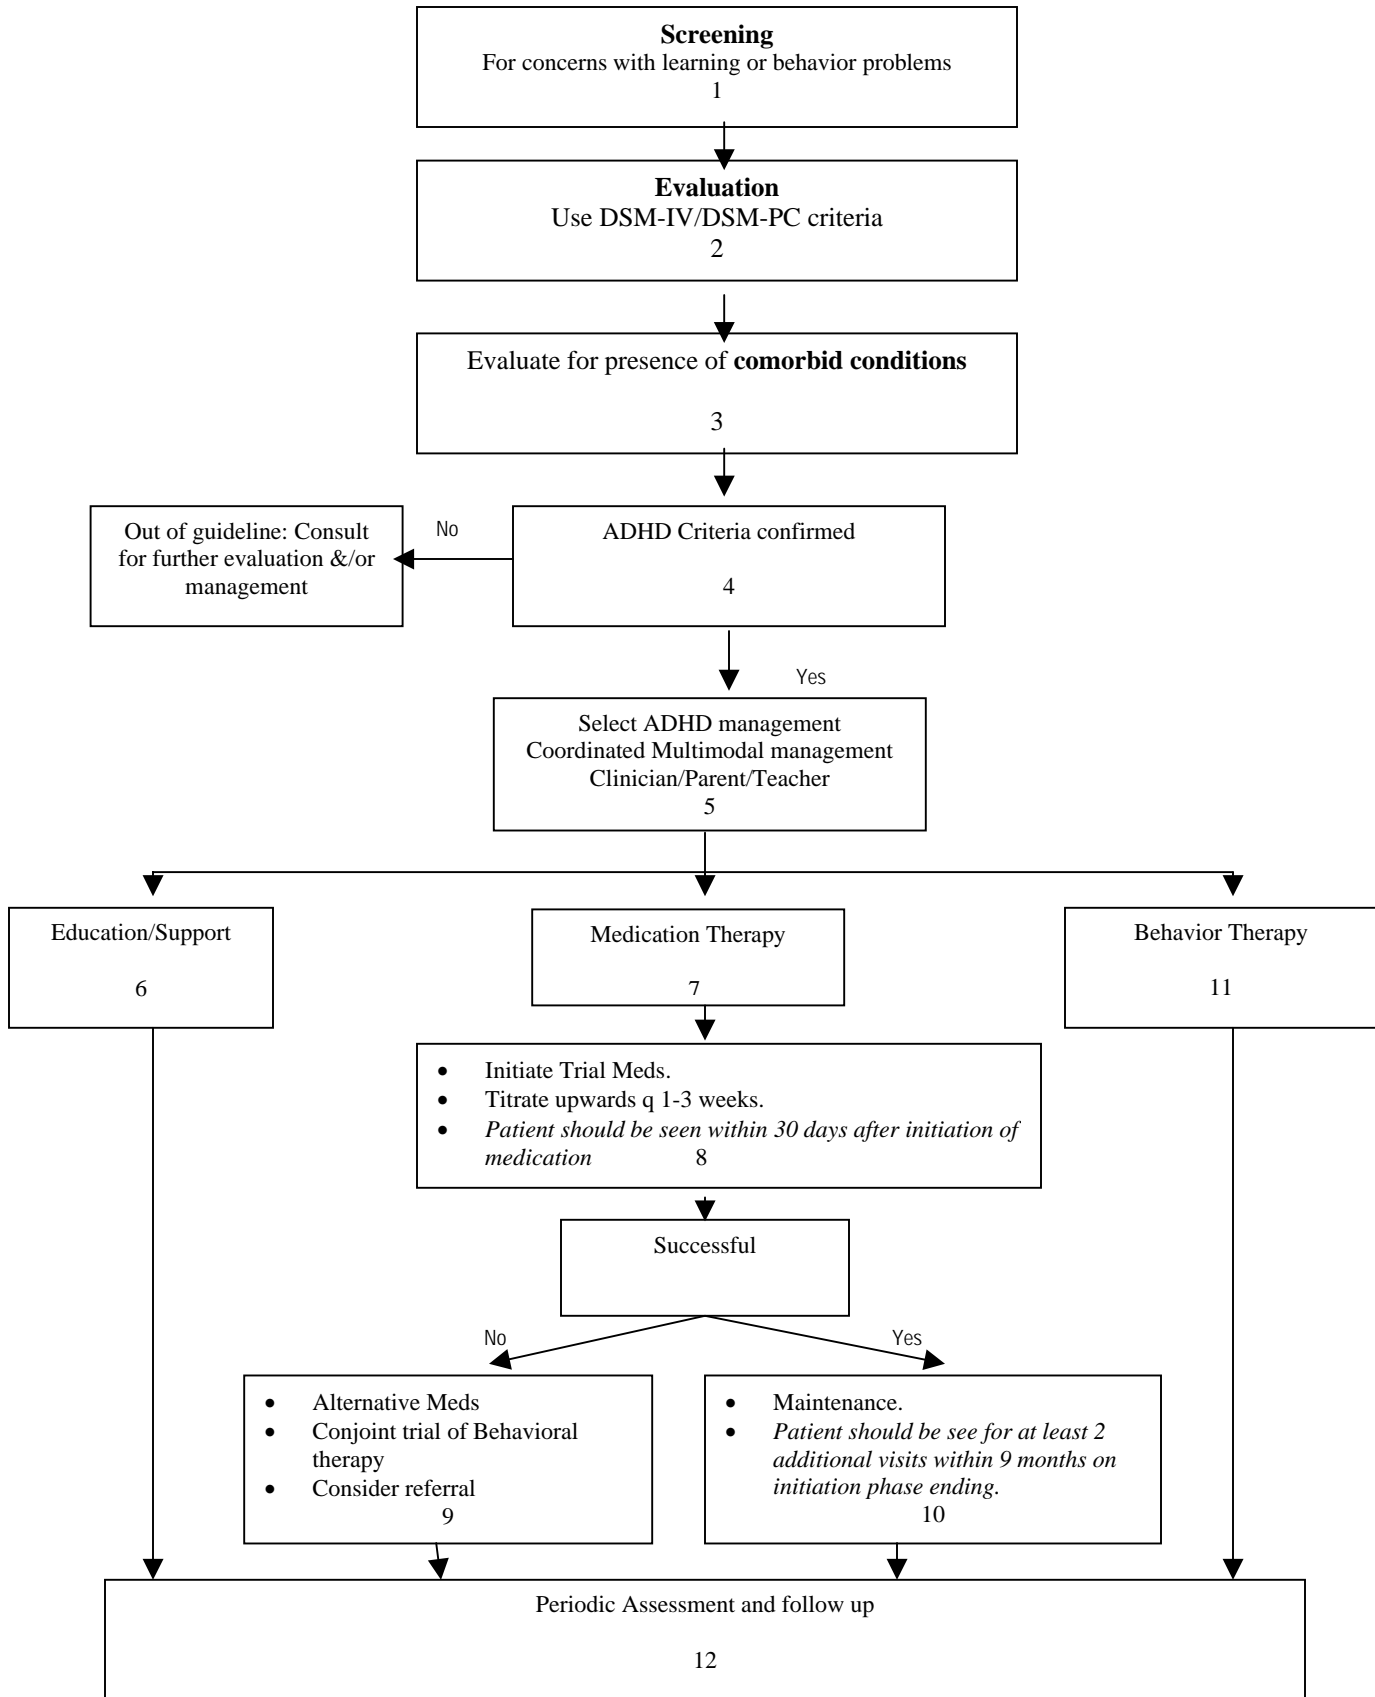 Screening
For concerns with learning or behavior problems
1
Evaluation
Use DSM-IV/DSM-PC criteria
2
Evaluate for presence of comorbid conditions
3
Out of guideline: Consult
for further evaluation &/or
management
No
ADHD Criteria confirmed
4
Yes
Select ADHD management
Coordinated Multimodal management
Clinician/Parent/Teacher
5
Education/Support
6
Medication Therapy
7
Behavior Therapy
11
• Initiate Trial Meds.
• Titrate upwards q 1-3 weeks.
• Patient should be seen within 30 days after initiation of
medication 8
Successful
No
Yes
• Alternative Meds
• Conjoint trial of Behavioral
therapy
• Consider referral
9
• Maintenance.
• Patient should be see for at least 2
additional visits within 9 months on
initiation phase ending.
10
Periodic Assessment and follow up
12